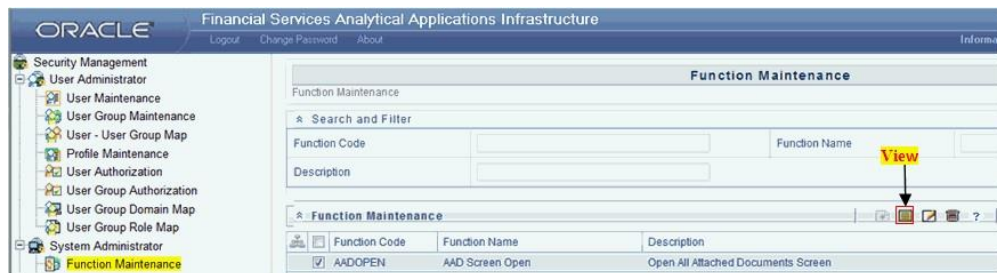 ORACLE
Financial Services Analytical Applications Infrastructure
Logout Change Password About
Informa
Security Management
User Administrator
User Maintenance
User Group Maintenance
User - User Group Map
Profile Maintenance
User Authorization
User Group Authorization
User Group Domain Map
User Group Role Map
System Administrator
Function Maintenance
Function Maintenance
Function Maintenance
Search and Filter
Function Code
Function Name
Description
View
Function Maintenance
?
Function Code Function Name Description
AADOPEN AAD Screen Open Open All Attached Documents Screen